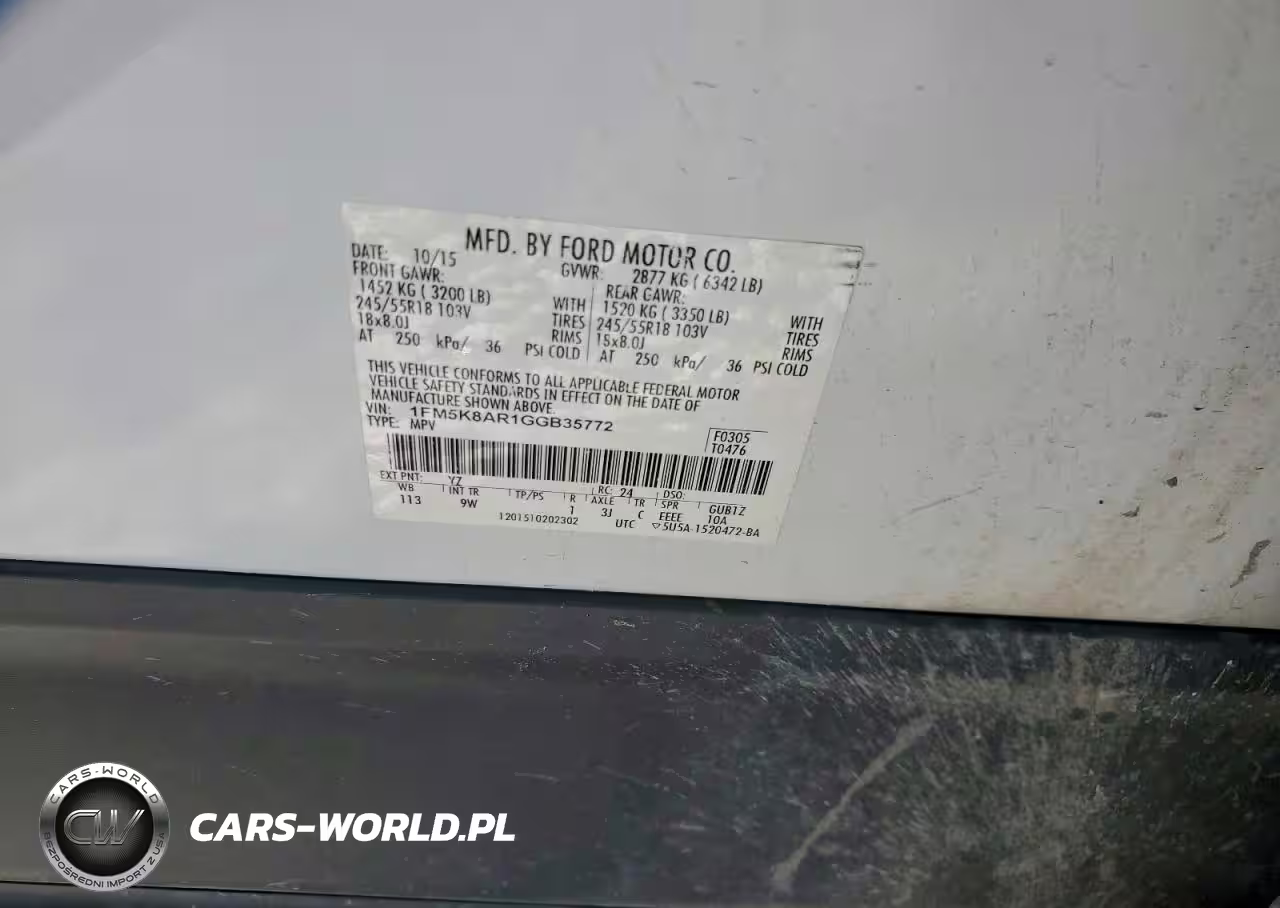 MFD. BY FORD MOTOR CO.
DATE: 10/15 GVWR: 2877 KG ( 6342 LB)
FRONT GAWR: REAR GAWR:
1452 KG ( 3200 LB) WITH 1520 KG ( 3350 LB) WITH
245/55R18 103V TIRES 245/55R18 103V TIRES
18x8.0J RIMS 18x8.0J RIMS
AT 250 kPa/ 36 PSI COLD AT 250 kPa/ 36 PSI COLD
THIS VEHICLE CONFORMS TO ALL APPLICABLE FEDERAL MOTOR
VEHICLE SAFETY STANDARDS IN EFFECT ON THE DATE OF
MANUFACTURE SHOWN ABOVE.
VIN: 1FM5K8AR1GGB35772
TYPE: MPV
F0305
T0476
EXT PNT: YZ RC: 24 DSO:
WB INT TR TP/PS R AXLE TR SPR GUB1Z
113 9W 1 3J C EEEE 10A
1201510202302 UTC ▽5U5A-1520472-BA
CARS-WORLD
CW
BEZPOŚREDNI IMPORT Z USA
CARS-WORLD.PL